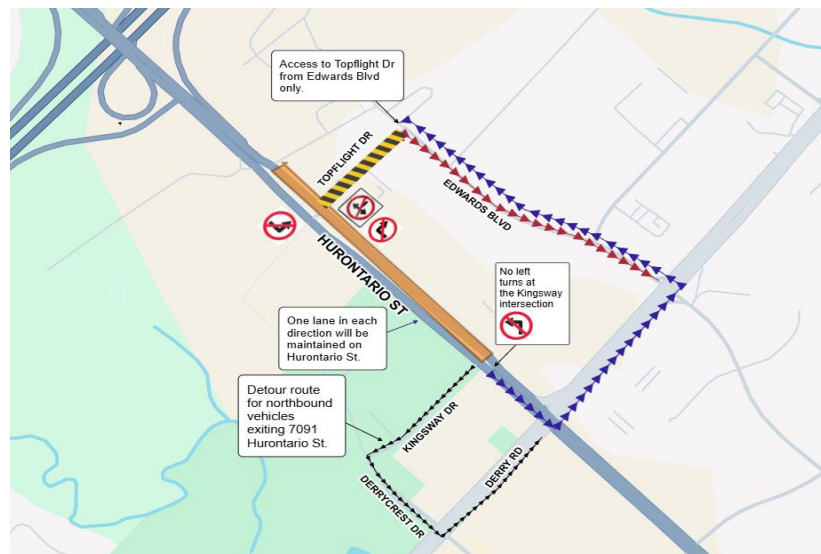 Access to Topflight Dr
from Edwards Blvd
only.
TOPFLIGHT DR
EDWARDS BLVD
HURONTARIO ST
No left
turns at
the Kingsway
intersection
One lane in each
direction will be
maintained on
Hurontario St.
Detour route
for northbound
vehicles
exiting 7091
Hurontario St.
KINGSWAY DR
DERRY RD
DERRYCREST DR